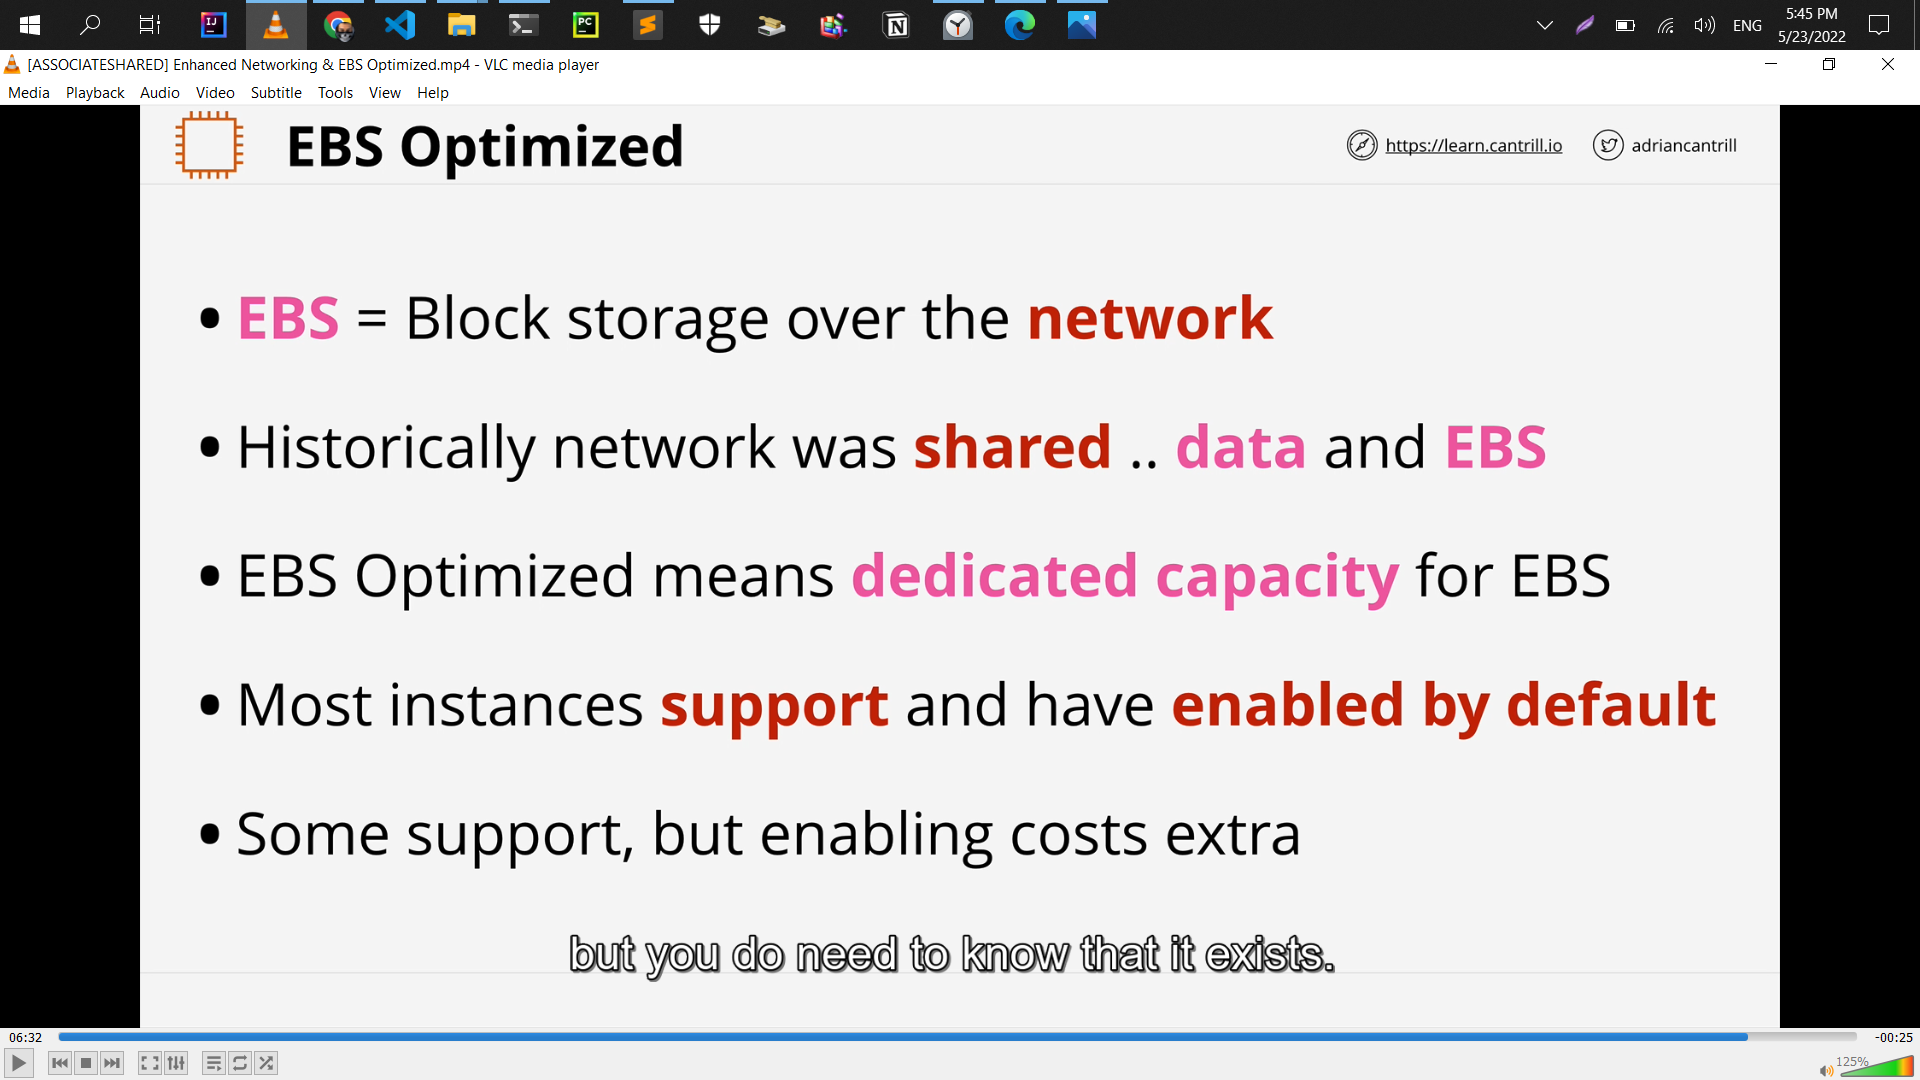 IJ
PC
N
ENG
5:45 PM
5/23/2022
[ASSOCIATESHARED] Enhanced Networking & EBS Optimized.mp4 - VLC media player
Media Playback Audio Video Subtitle Tools View Help
EBS Optimized
https://learn.cantrill.io
adriancantrill
• EBS = Block storage over the network
• Historically network was shared .. data and EBS
• EBS Optimized means dedicated capacity for EBS
• Most instances support and have enabled by default
• Some support, but enabling costs extra
but you do need to know that it exists.
06:32
-00:25
125%